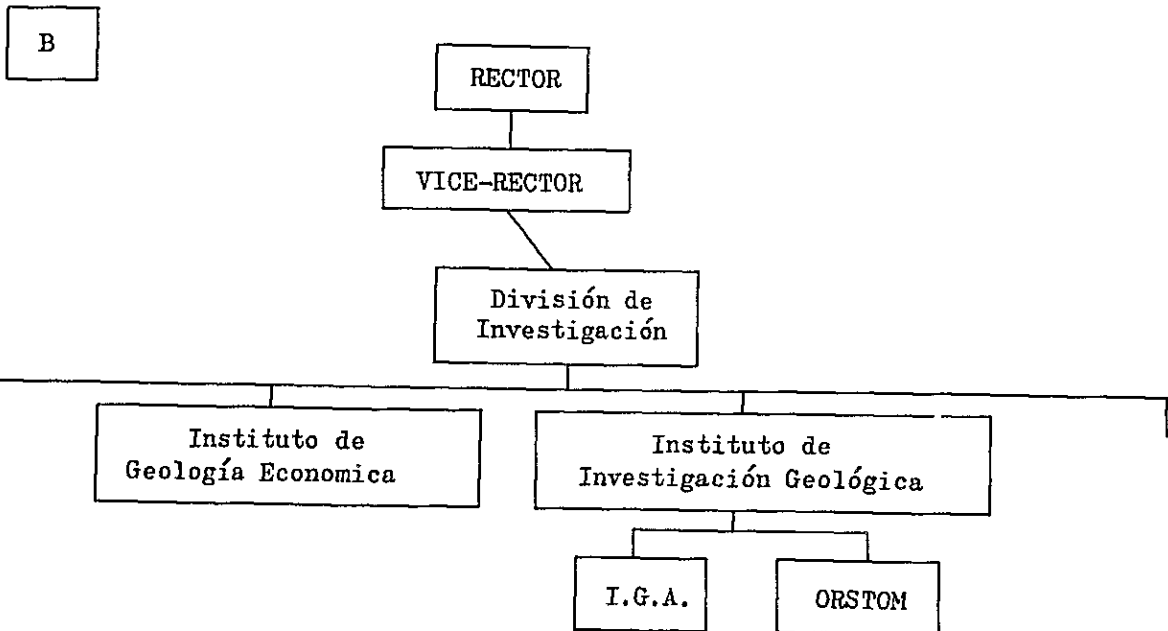 B
RECTOR
VICE-RECTOR
División de
Investigación
Instituto de
Geología Economica
Instituto de
Investigación Geológica
I.G.A.
ORSTOM